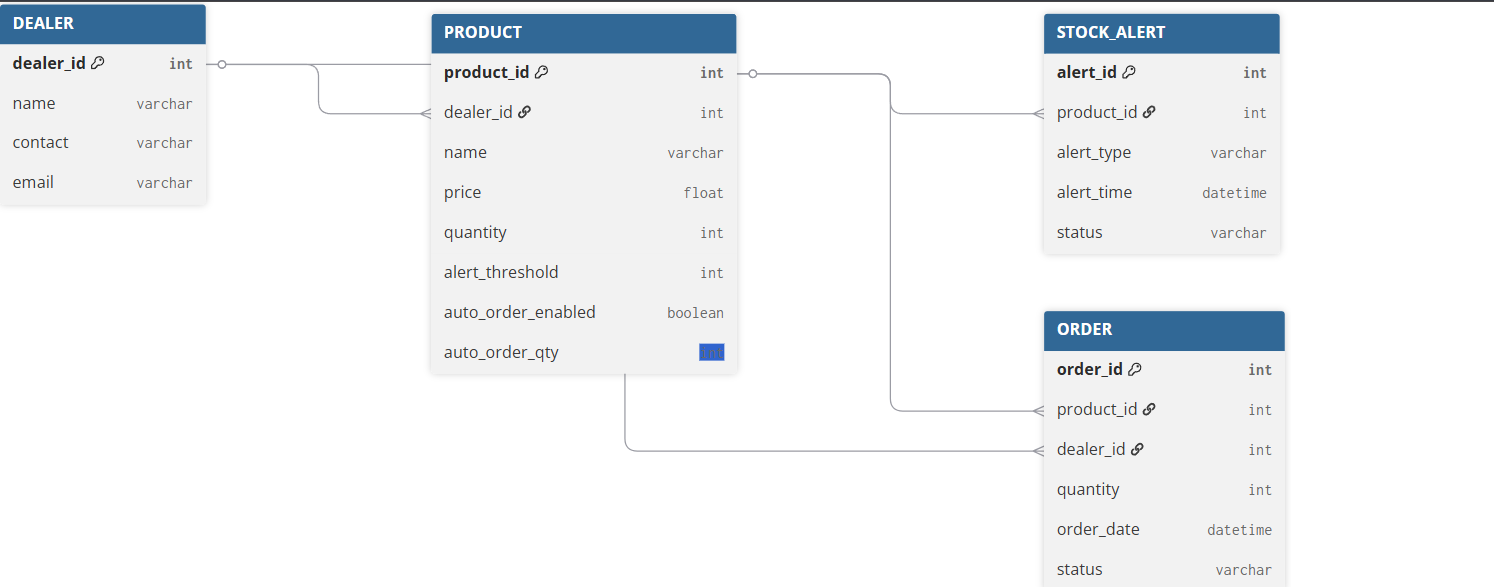 DEALER
dealer_id int
name varchar
contact varchar
email varchar
PRODUCT
product_id int
dealer_id int
name varchar
price float
quantity int
alert_threshold int
auto_order_enabled boolean
auto_order_qty int
STOCK_ALERT
alert_id int
product_id int
alert_type varchar
alert_time datetime
status varchar
ORDER
order_id int
product_id int
dealer_id int
quantity int
order_date datetime
status varchar